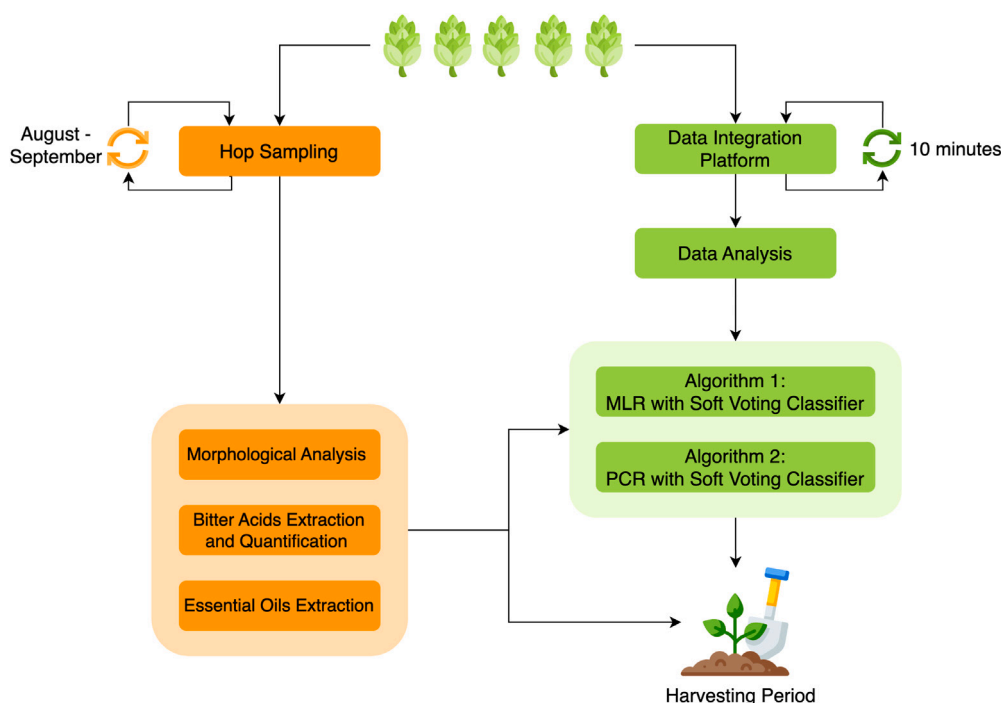 August -
September
Hop Sampling
Data Integration
Platform
10 minutes
Data Analysis
Morphological Analysis
Bitter Acids Extraction
and Quantification
Essential Oils Extraction
Algorithm 1:
MLR with Soft Voting Classifier
Algorithm 2:
PCR with Soft Voting Classifier
Harvesting Period